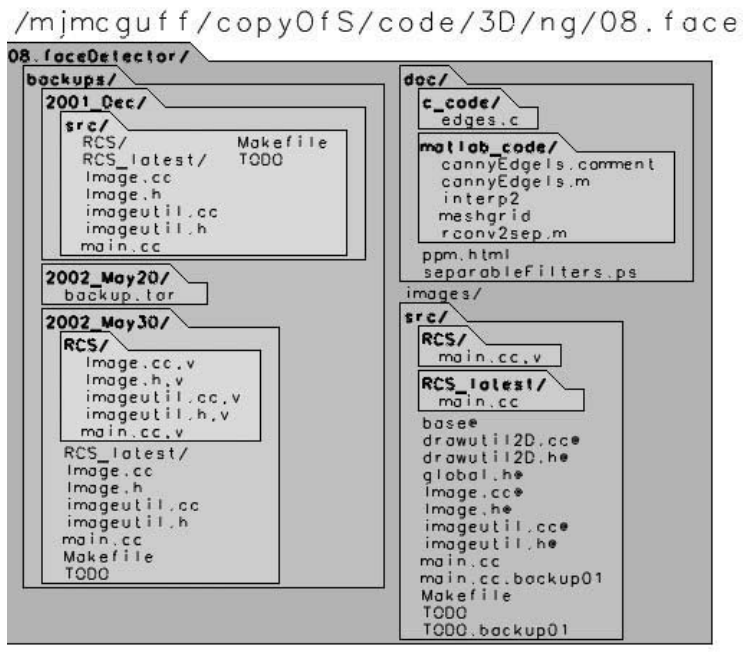 /mjmcguff/copyOfS/code/3D/ng/08.face
08.faceDetector/
backups/
2001_Dec/
src/
RCS/
RCS_latest/
Image.cc
Image.h
imageutil.cc
imageutil.h
main.cc
Makefile
TODO
2002_May20/
backup.tar
2002_May30/
RCS/
Image.cc,v
Image.h,v
imageutil.cc,v
imageutil.h,v
main.cc,v
RCS_latest/
Image.cc
Image.h
imageutil.cc
imageutil.h
main.cc
Makefile
TODO
doc/
c_code/
edges.c
matlab_code/
cannyEdgels.comment
cannyEdgels.m
interp2
meshgrid
rconv2sep.m
ppm.html
separableFilters.ps
images/
src/
RCS/
main.cc,v
RCS_latest/
main.cc
base@
drawutil2D.cc@
drawutil2D.h@
global.h@
Image.cc@
Image.h@
imageutil.cc@
imageutil.h@
main.cc
main.cc.backup01
Makefile
TODO
TODO.backup01